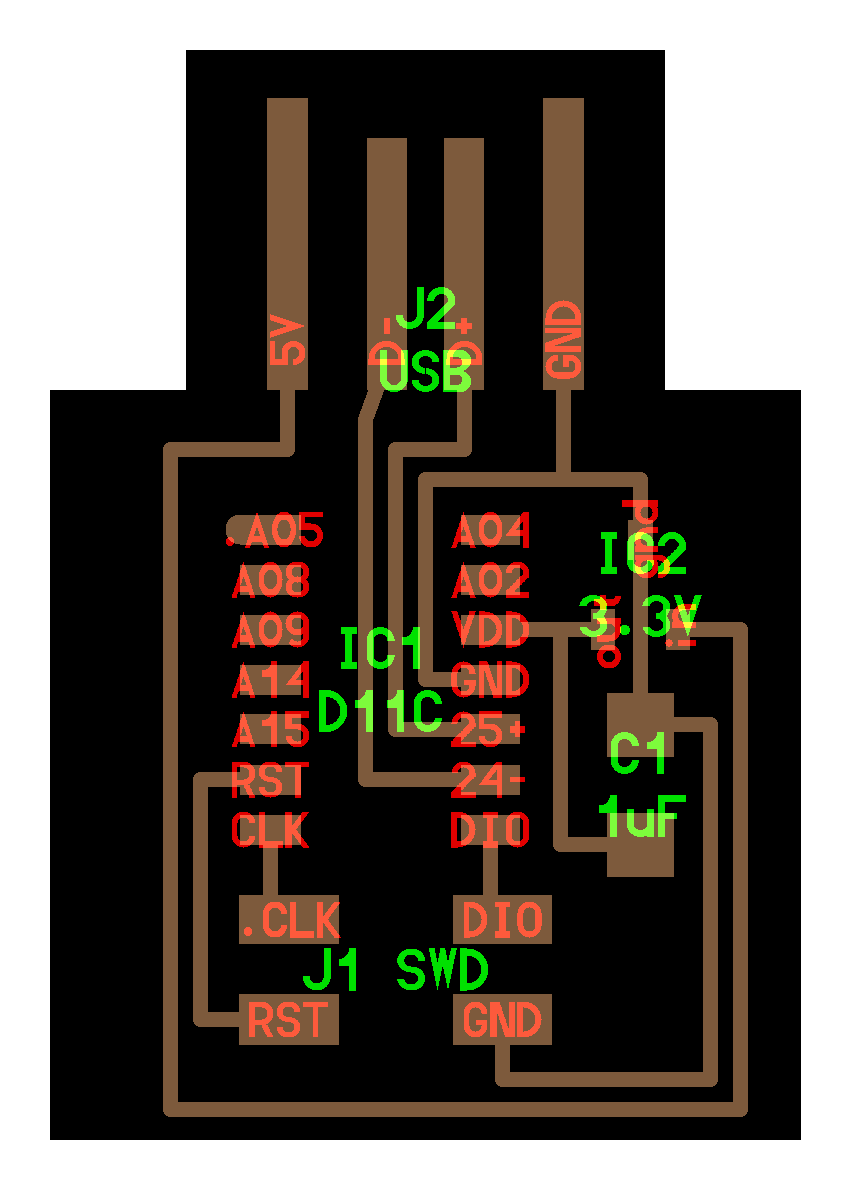 5V
D-
J2
D+
GND
USB
.A05
A04
gnd
IC2
A08
A02
3.3V
A09
IC1
VDD
out
in
A14
GND
D11C
A15
25+
C1
RST
24-
1uF
CLK
DIO
.CLK
DIO
J1 SWD
RST
GND